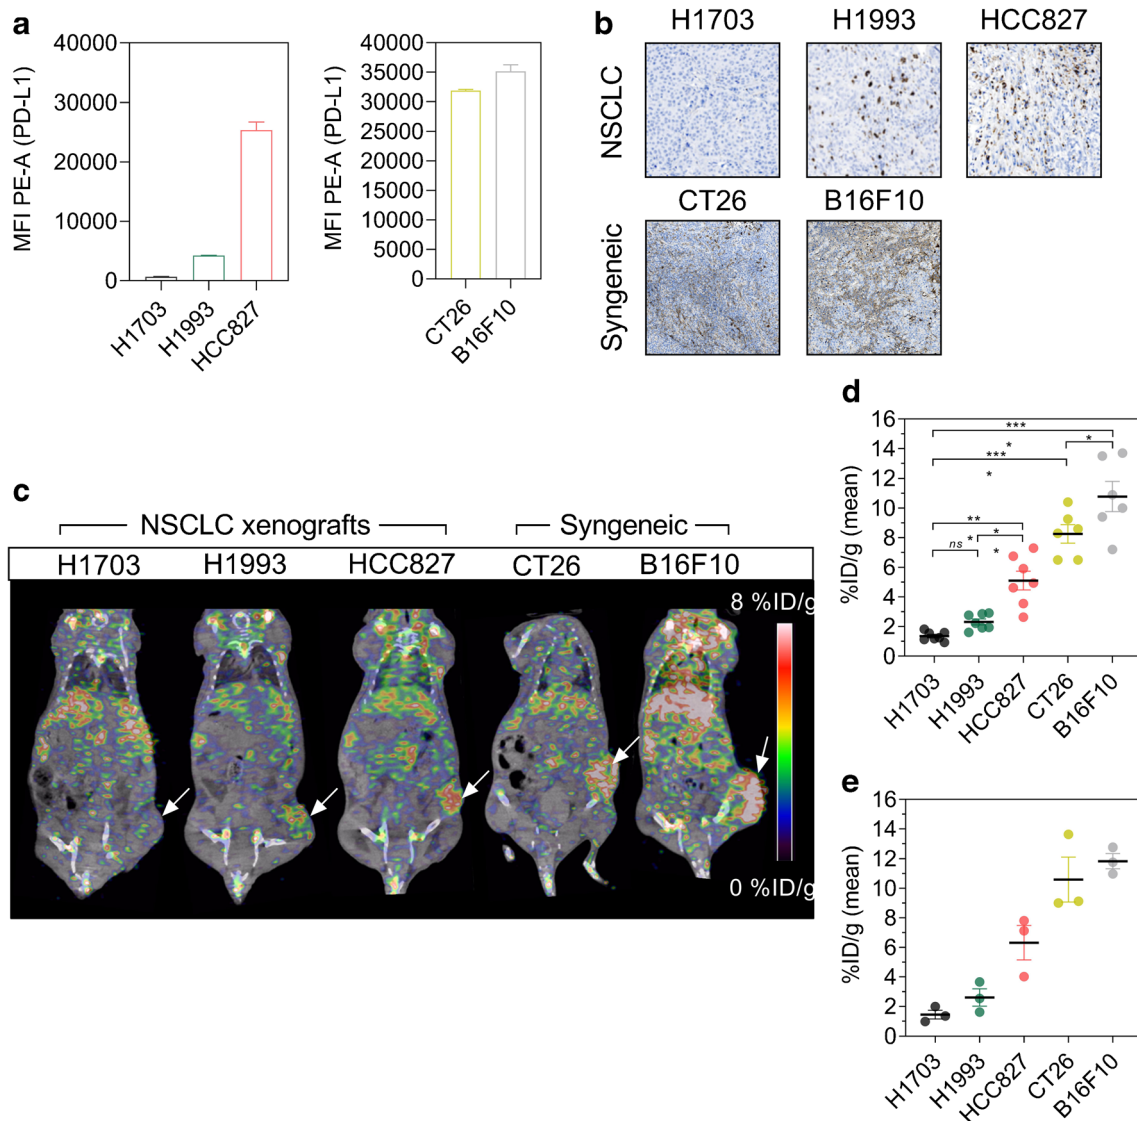 a
MFI PE-A (PD-L1)
40000
30000
20000
10000
0
H1703
H1993
HCC827
MFI PE-A (PD-L1)
40000
35000
30000
25000
20000
15000
10000
5000
0
CT26
B16F10
b
H1703 H1993 HCC827
NSCLC
CT26 B16F10
Syngeneic
c
NSCLC xenografts Syngeneic
H1703 H1993 HCC827 CT26 B16F10
8 %ID/g
0 %ID/g
d
%ID/g (mean)
16
14
12
10
8
6
4
2
0
***
*
*
***
*
**
*
*
ns
*
H1703
H1993
HCC827
CT26
B16F10
e
%ID/g (mean)
16
14
12
10
8
6
4
2
0
H1703
H1993
HCC827
CT26
B16F10